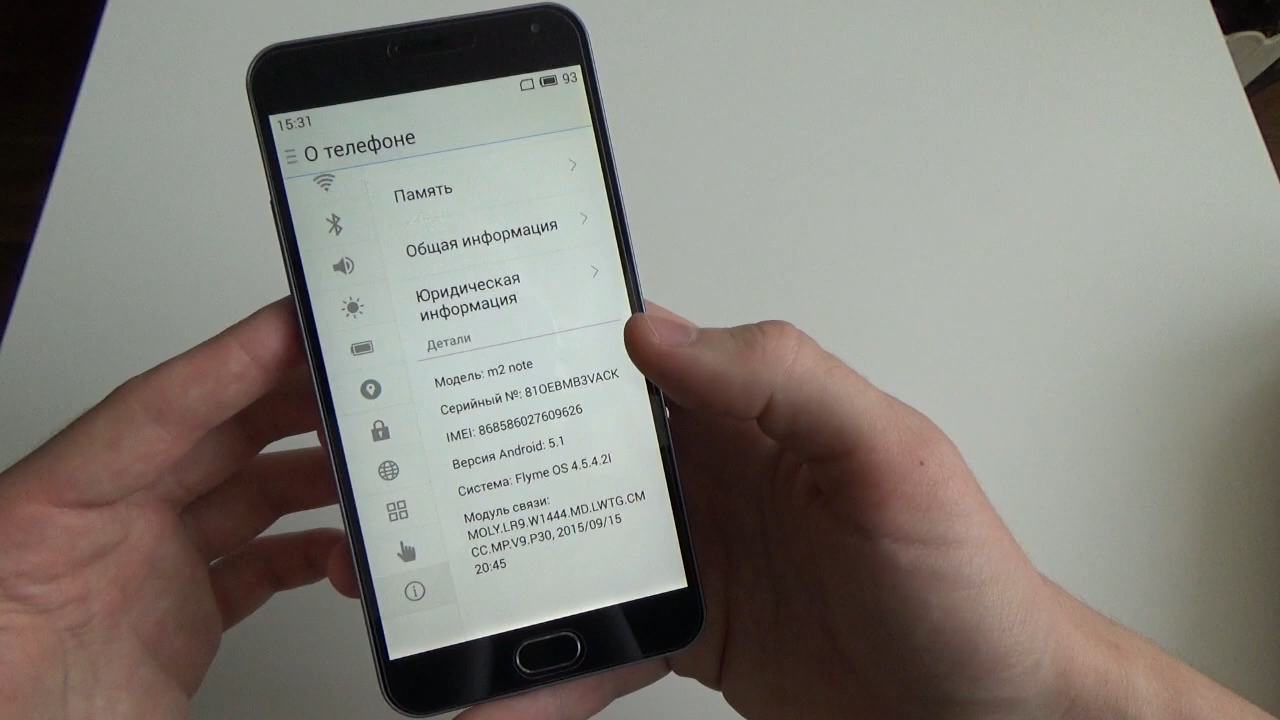 93
15:31
О телефоне
Память
Общая информация
Юридическая
информация
Детали
Модель: m2 note
Серийный №: 81OEBMB3VACK
IMEI: 868586027609626
Версия Android: 5.1
Система: Flyme OS 4.5.4.2I
Модуль связи:
MOLY.LR9.W1444.MD.LWTG.CM
CC.MP.V9.P30, 2015/09/15
20:45